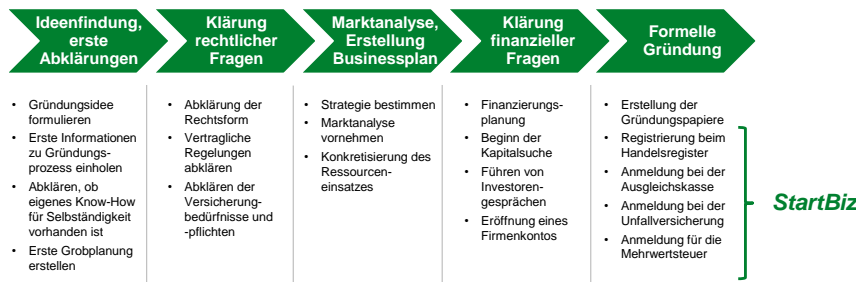 Ideenfindung,
erste
Abklärungen
Klärung
rechtlicher
Fragen
Marktanalyse,
Erstellung
Businessplan
Klärung
finanzieller
Fragen
Formelle
Gründung
• Gründungsidee
formulieren
• Erste Informationen
zu Gründungs-
prozess einholen
• Abklären, ob
eigenes Know-How
für Selbständigkeit
vorhanden ist
• Erste Grobplanung
erstellen
• Abklärung der
Rechtsform
• Vertragliche
Regelungen
abklären
• Abklären der
Versicherung-
bedürfnisse und
-pflichten
• Strategie bestimmen
• Marktanalyse
vornehmen
• Konkretisierung des
Ressourcen-
einsatzes
• Finanzierungs-
planung
• Beginn der
Kapitalsuche
• Führen von
Investoren-
gesprächen
• Eröffnung eines
Firmenkontos
• Erstellung der
Gründungspapiere
• Registrierung beim
Handelsregister
• Anmeldung bei der
Ausgleichskasse
• Anmeldung bei der
Unfallversicherung
• Anmeldung für die
Mehrwertsteuer
StartBiz